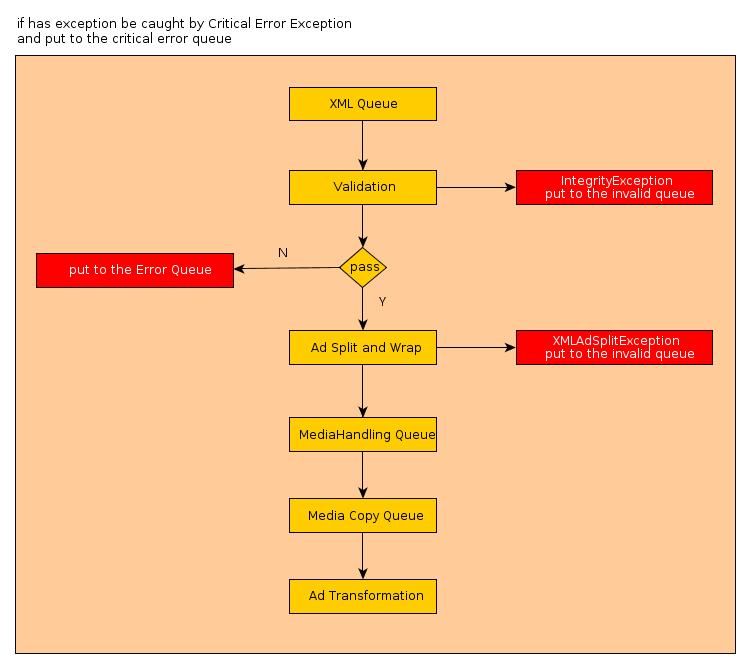 if has exception be caught by Critical Error Exception
and put to the critical error queue
XML Queue
Validation
IntegrityException
put to the invalid queue
N
put to the Error Queue
pass
Y
Ad Split and Wrap
XMLAdSplitException
put to the invalid queue
MediaHandling Queue
Media Copy Queue
Ad Transformation